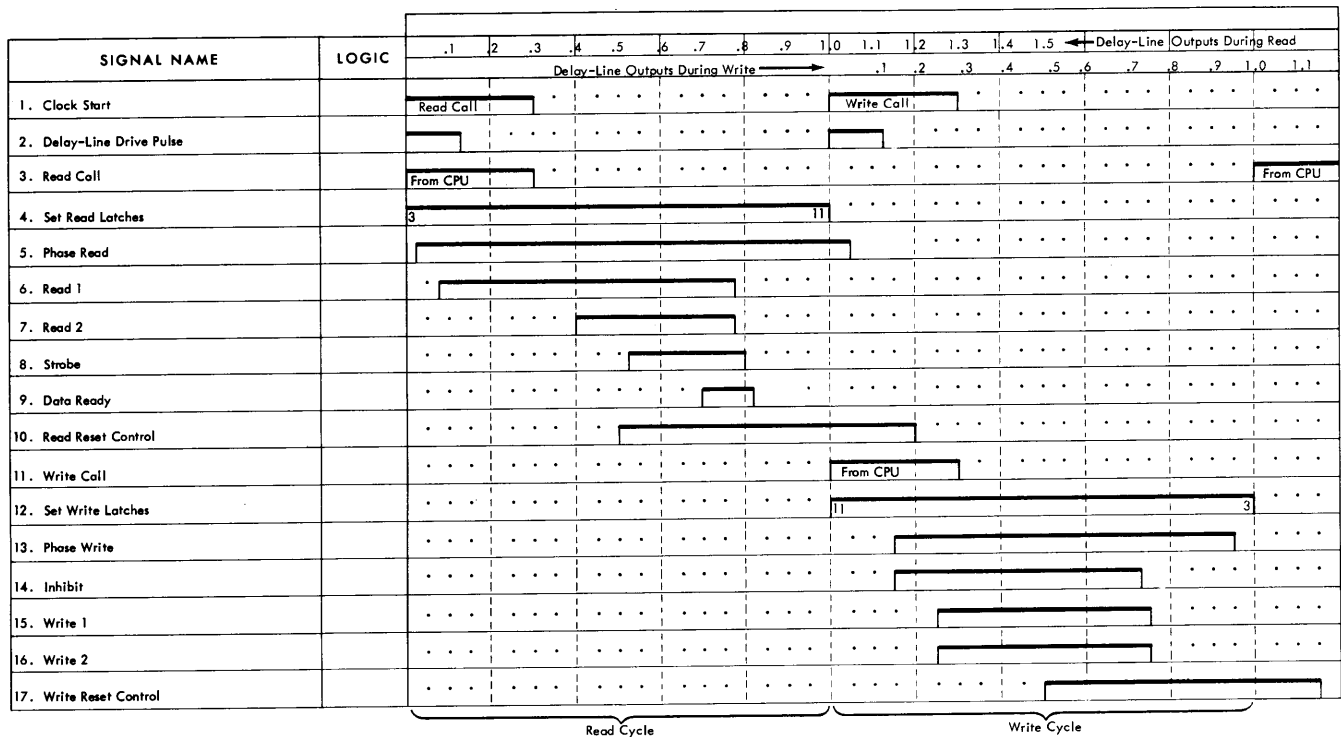 SIGNAL NAME LOGIC
.1 .2 .3 .4 .5 .6 .7 .8 .9 1.0 1.1 1.2 1.3 1.4 1.5 Delay-Line Outputs During Read
Delay-Line Outputs During Write .1 .2 .3 .4 .5 .6 .7 .8 .9 1.0 1.1
1. Clock Start Read Call Write Call
2. Delay-Line Drive Pulse
3. Read Call From CPU From CPU
4. Set Read Latches 3 11
5. Phase Read
6. Read 1
7. Read 2
8. Strobe
9. Data Ready
10. Read Reset Control
11. Write Call From CPU
12. Set Write Latches 11 3
13. Phase Write
14. Inhibit
15. Write 1
16. Write 2
17. Write Reset Control
Read Cycle Write Cycle